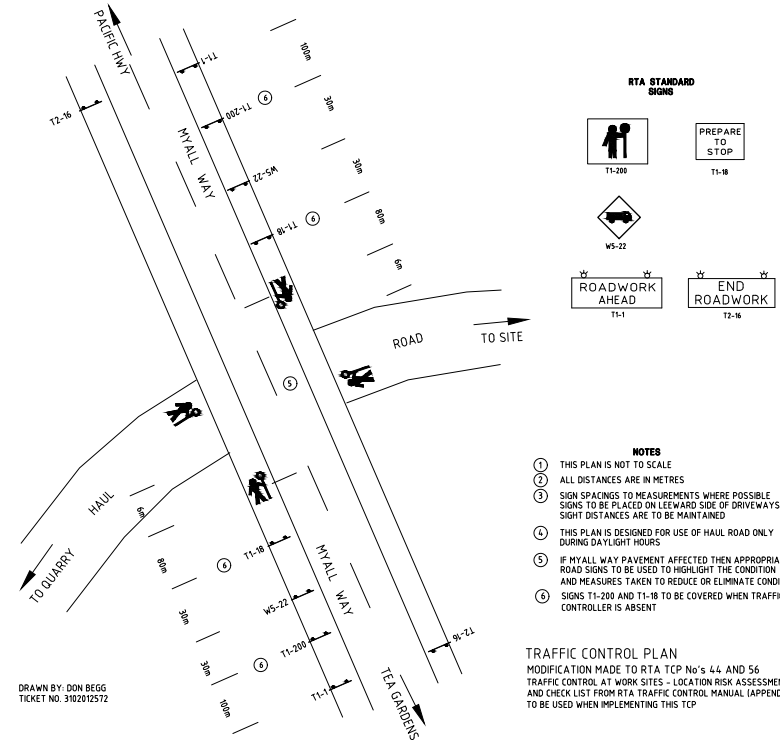 PACIFIC HWY
T1-1
100m
T2-16
T1-200
6
30m
MYALL WAY
W5-22
30m
T1-18
6
80m
6m
ROAD
TO SITE
5
HAUL
TO QUARRY
6m
80m
30m
30m
100m
6
6
T1-18
W5-22
T1-200
T1-1
MYALL WAY
T2-16
TEA GARDENS
DRAWN BY: DON BEGG
TICKET NO. 3102012572
RTA STANDARD
SIGNS
T1-200
PREPARE
TO
STOP
T1-18
W5-22
ROADWORK
AHEAD
T1-1
END
ROADWORK
T2-16
NOTES
1 THIS PLAN IS NOT TO SCALE
2 ALL DISTANCES ARE IN METRES
3 SIGN SPACINGS TO MEASUREMENTS WHERE POSSIBLE
SIGNS TO BE PLACED ON LEEWARD SIDE OF DRIVEWAYS
SIGHT DISTANCES ARE TO BE MAINTAINED
4 THIS PLAN IS DESIGNED FOR USE OF HAUL ROAD ONLY
DURING DAYLIGHT HOURS
5 IF MYALL WAY PAVEMENT AFFECTED THEN APPROPRIA
ROAD SIGNS TO BE USED TO HIGHLIGHT THE CONDITION
AND MEASURES TAKEN TO REDUCE OR ELIMINATE CONDI
6 SIGNS T1-200 AND T1-18 TO BE COVERED WHEN TRAFFI
CONTROLLER IS ABSENT
TRAFFIC CONTROL PLAN
MODIFICATION MADE TO RTA TCP No's 44 AND 56
TRAFFIC CONTROL AT WORK SITES - LOCATION RISK ASSESSME
AND CHECK LIST FROM RTA TRAFFIC CONTROL MANUAL (APPEND
TO BE USED WHEN IMPLEMENTING THIS TCP